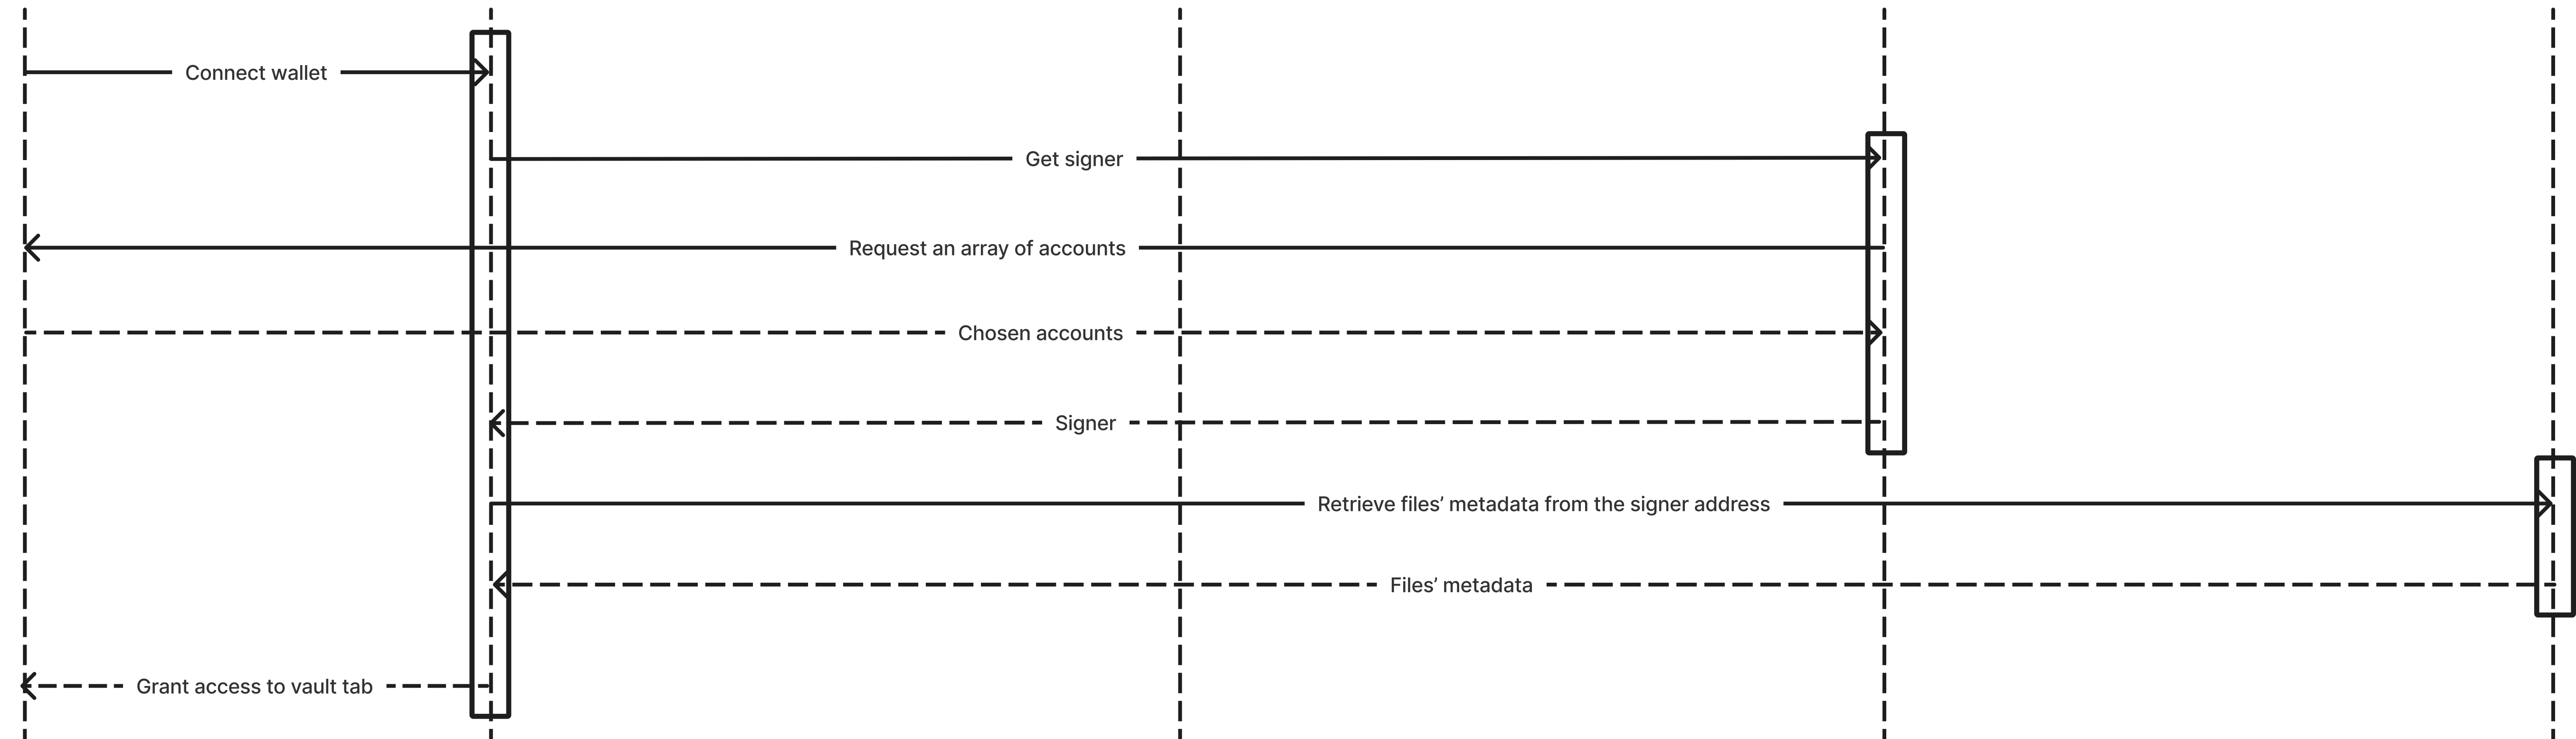 Connect wallet
Get signer
Request an array of accounts
Chosen accounts
Signer
Retrieve files’ metadata from the signer address
Files’ metadata
Grant access to vault tab